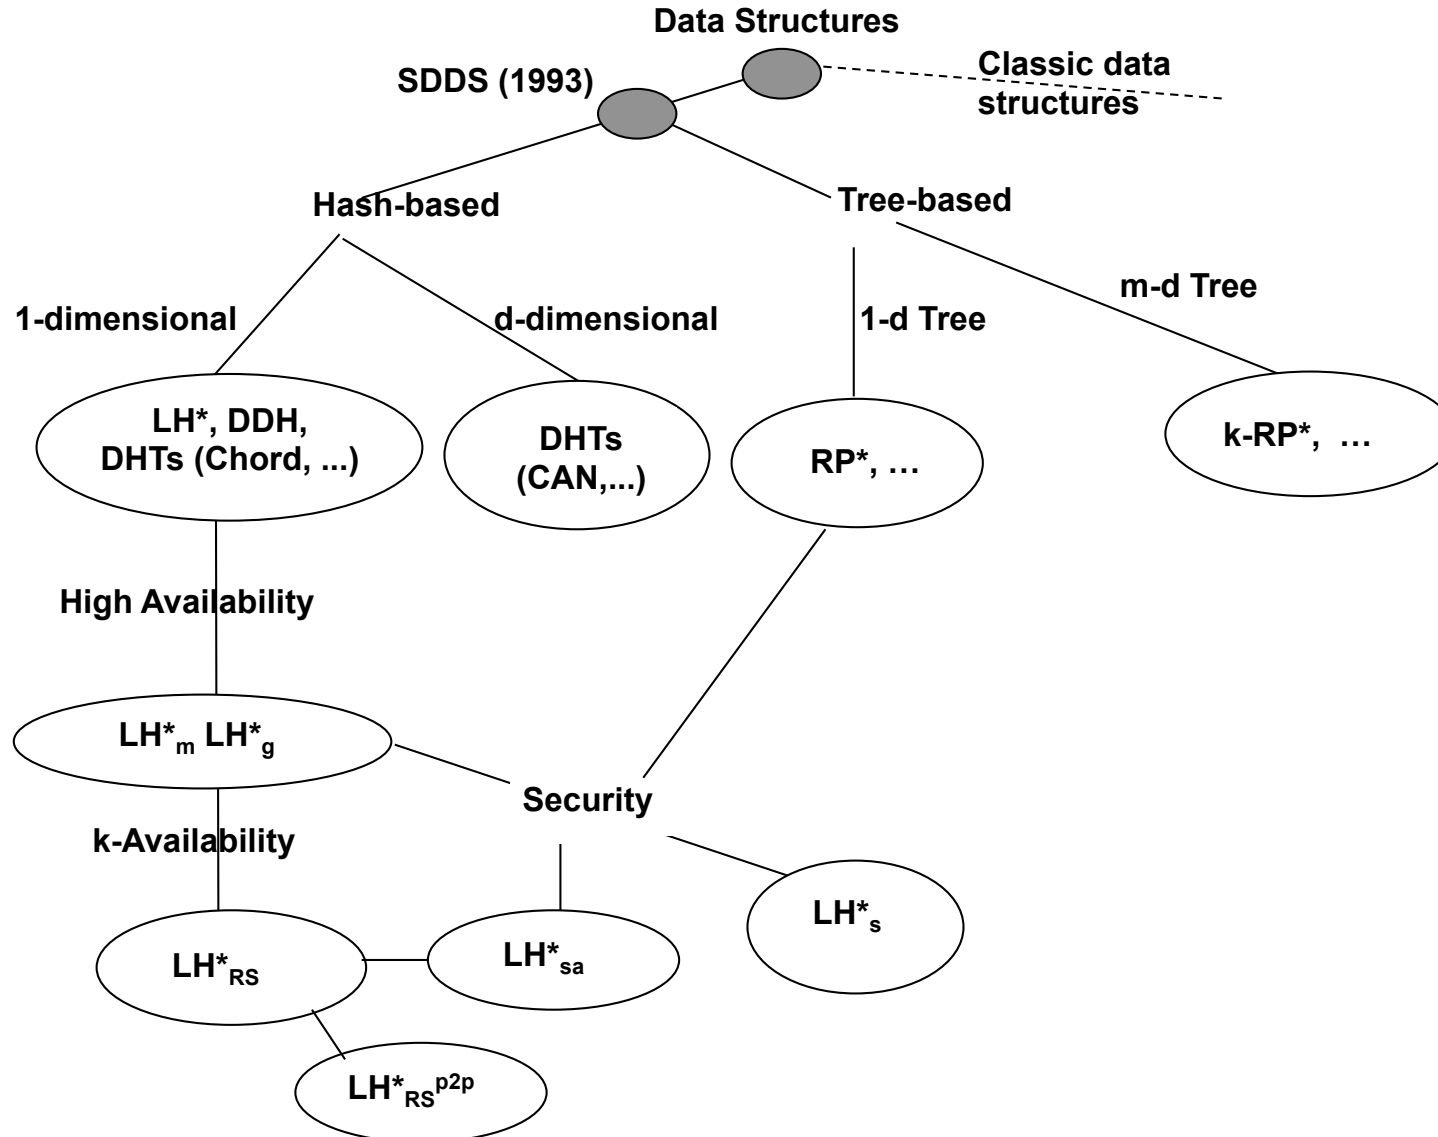 Data Structures
SDDS (1993)
Classic data
structures
Hash-based
Tree-based
1-dimensional
d-dimensional
1-d Tree
m-d Tree
LH*, DDH,
DHTs (Chord, ...)
DHTs
(CAN,...)
RP*, …
k-RP*, …
High Availability
LH*m LH*g
Security
k-Availability
LH*RS
LH*sa
LH*s
LH*RSp2p